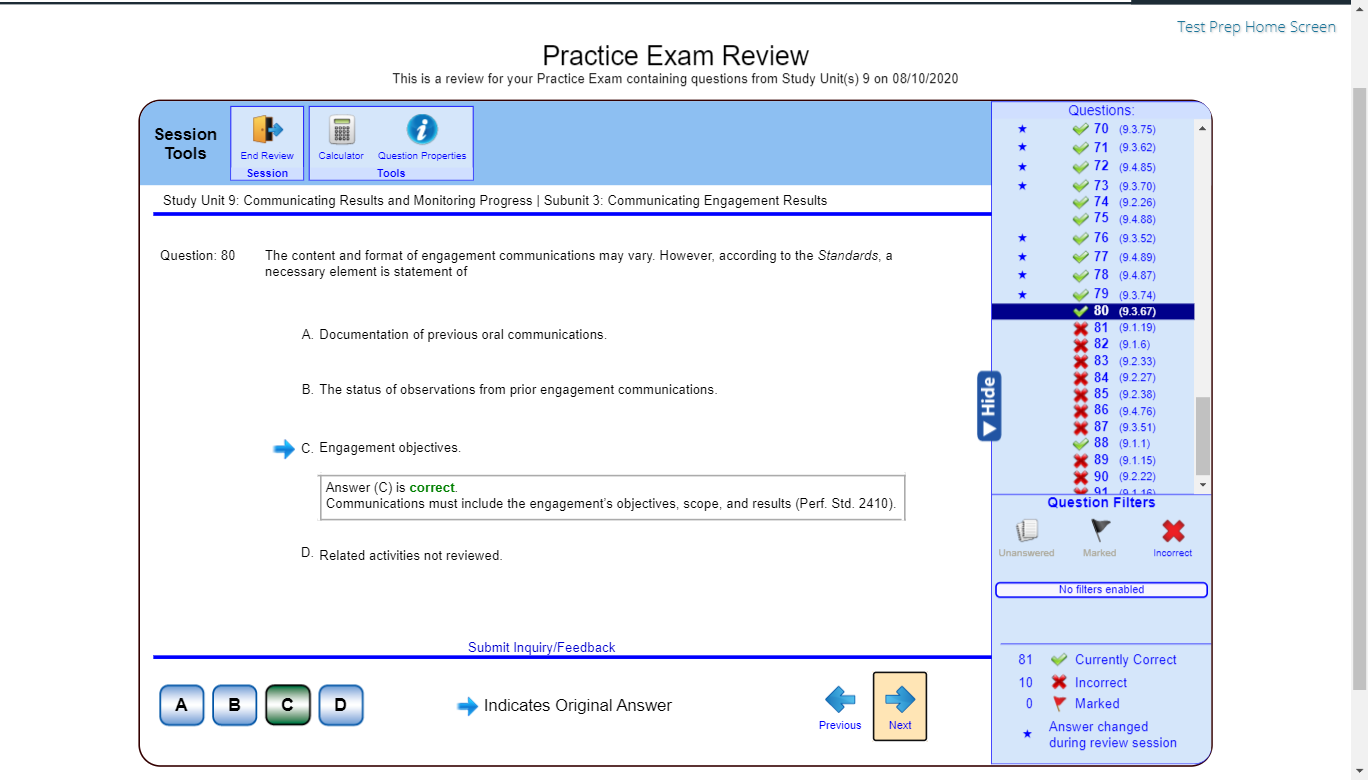 Test Prep Home Screen
Practice Exam Review
This is a review for your Practice Exam containing questions from Study Unit(s) 9 on 08/10/2020
Session
Tools
End Review
Session
Calculator
Question Properties
Tools
Study Unit 9: Communicating Results and Monitoring Progress | Subunit 3: Communicating Engagement Results
Question: 80
The content and format of engagement communications may vary. However, according to the Standards, a
necessary element is statement of
A. Documentation of previous oral communications.
B. The status of observations from prior engagement communications.
C. Engagement objectives.
Answer (C) is correct.
Communications must include the engagement's objectives, scope, and results (Perf. Std. 2410).
D. Related activities not reviewed.
Submit Inquiry/Feedback
A
B
C
D
Indicates Original Answer
Previous
Next
Hide
Questions:
70 (9.3.75)
71 (9.3.62)
72 (9.4.85)
73 (9.3.70)
74 (9.2.26)
75 (9.4.88)
76 (9.3.52)
77 (9.4.89)
78 (9.4.87)
79 (9.3.74)
80 (9.3.67)
81 (9.1.19)
82 (9.1.6)
83 (9.2.33)
84 (9.2.27)
85 (9.2.38)
86 (9.4.76)
87 (9.3.51)
88 (9.1.1)
89 (9.1.15)
90 (9.2.22)
91 (9.1.16)
Question Filters
Unanswered
Marked
Incorrect
No filters enabled
81 Currently Correct
10 Incorrect
0 Marked
Answer changed
during review session